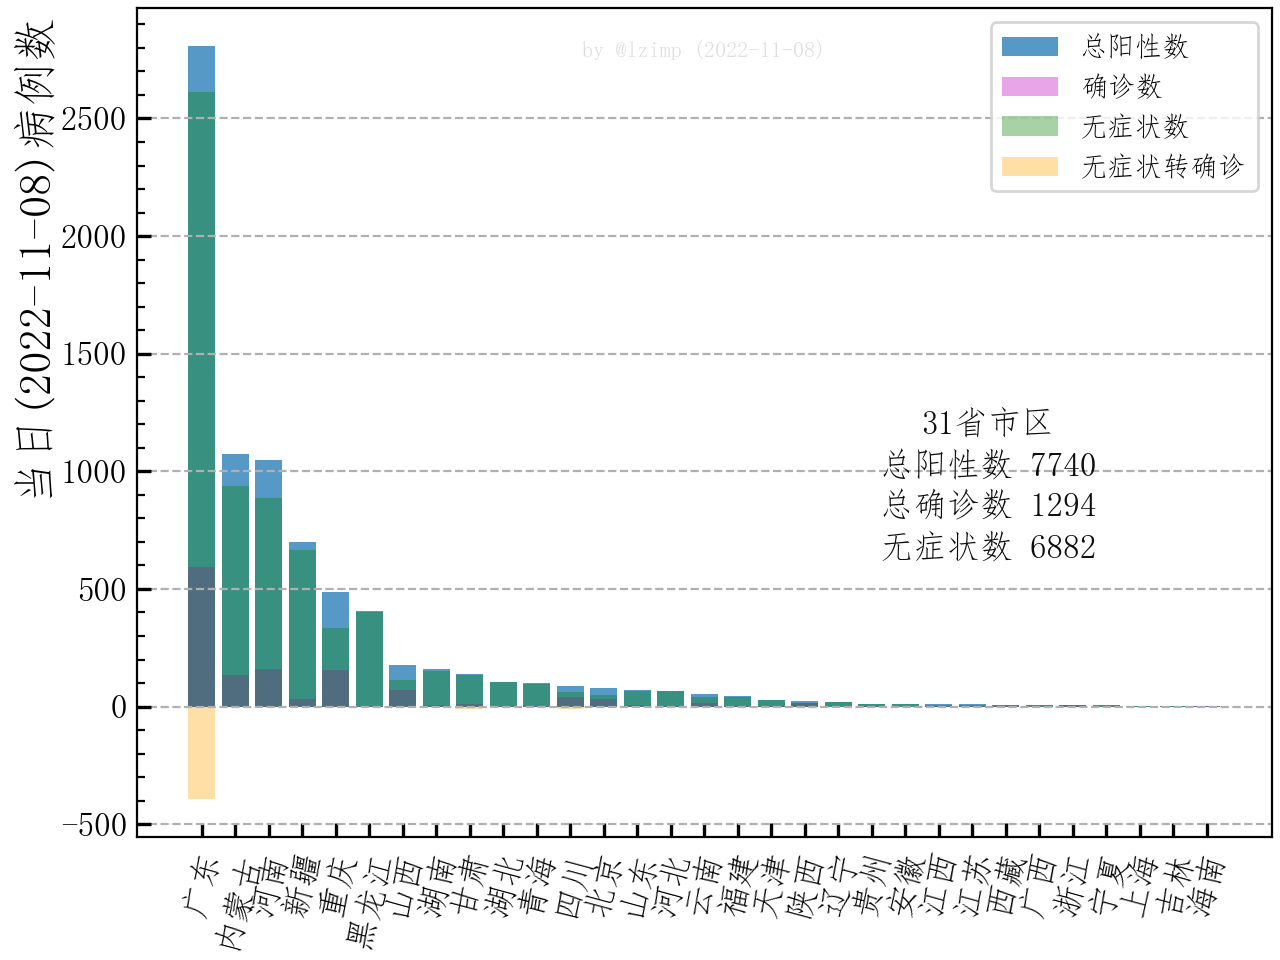 by @lzimp (2022-11-08)
总阳性数
确诊数
无症状数
无症状转确诊
当日(2022-11-08)病例数
2500
2000
1500
1000
500
0
−500
31省市区
总阳性数 7740
总确诊数 1294
无症状数 6882
广东
内蒙古
河南
新疆
重庆
黑龙江
山西
湖南
甘肃
湖北
青海
四川
北京
山东
河北
云南
福建
天津
陕西
辽宁
贵州
安徽
江西
江苏
西藏
广西
浙江
宁夏
上海
吉林
海南